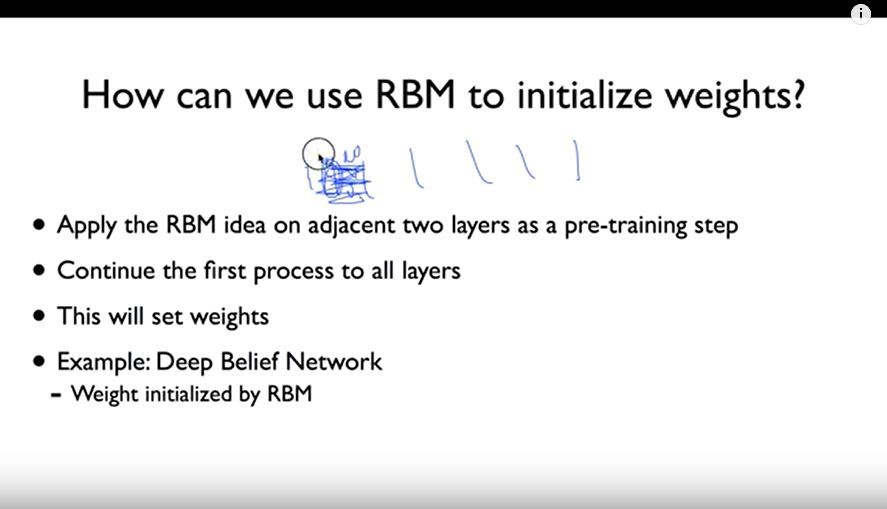 How can we use RBM to initialize weights?
• Apply the RBM idea on adjacent two layers as a pre-training step
• Continue the first process to all layers
• This will set weights
• Example: Deep Belief Network
– Weight initialized by RBM